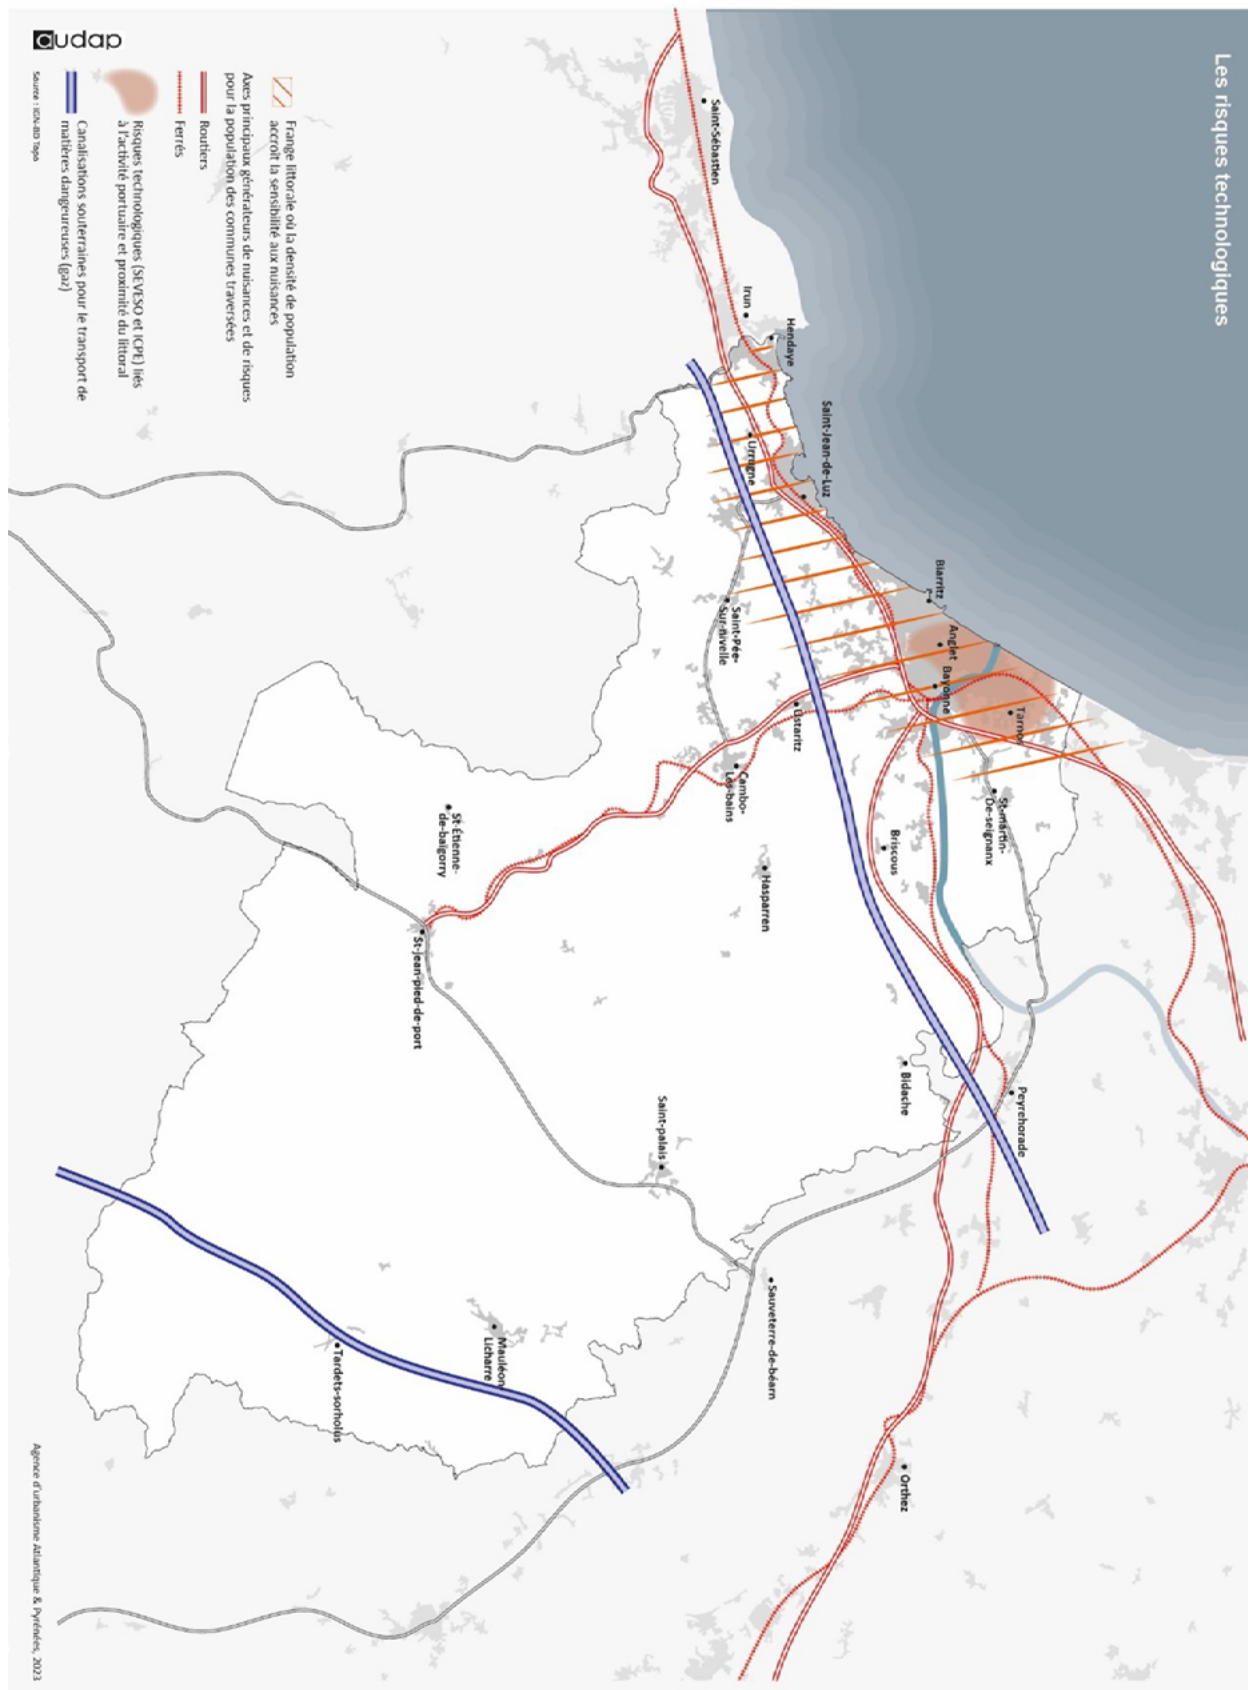 Les risques technologiques
Saint-Sébastien
Irun
Hendaye
Saint-Jean-de-Luz
Urrugne
Biarritz
Anglet
Bayonne
Tarnos
Saint-Pée-
Sur-nivelle
Ustaritz
Cambo-
Les-bains
St-martin-
De-seignanx
Briscous
Hasparren
St-Étienne-
de-baigorry
St-jean-pied-de-port
Bidache
Peyrehorade
Saint-palais
Sauveterre-de-béarn
Mauléon
Licharre
Tardets-sorholus
Orthez
Frange littorale où la densité de population
accroit la sensibilité aux nuisances
Axes principaux générateurs de nuisances et de risques
pour la population des communes traversées
Routiers
Ferrés
Risques technologiques (SEVESO et ICPE) liés
à l'activité portuaire et proximité du littoral
Canalisations souterraines pour le transport de
matières dangeureuses (gaz)
audap
Source : IGN-BD Topo
Agence d'urbanisme Atlantique & Pyrénées, 2023